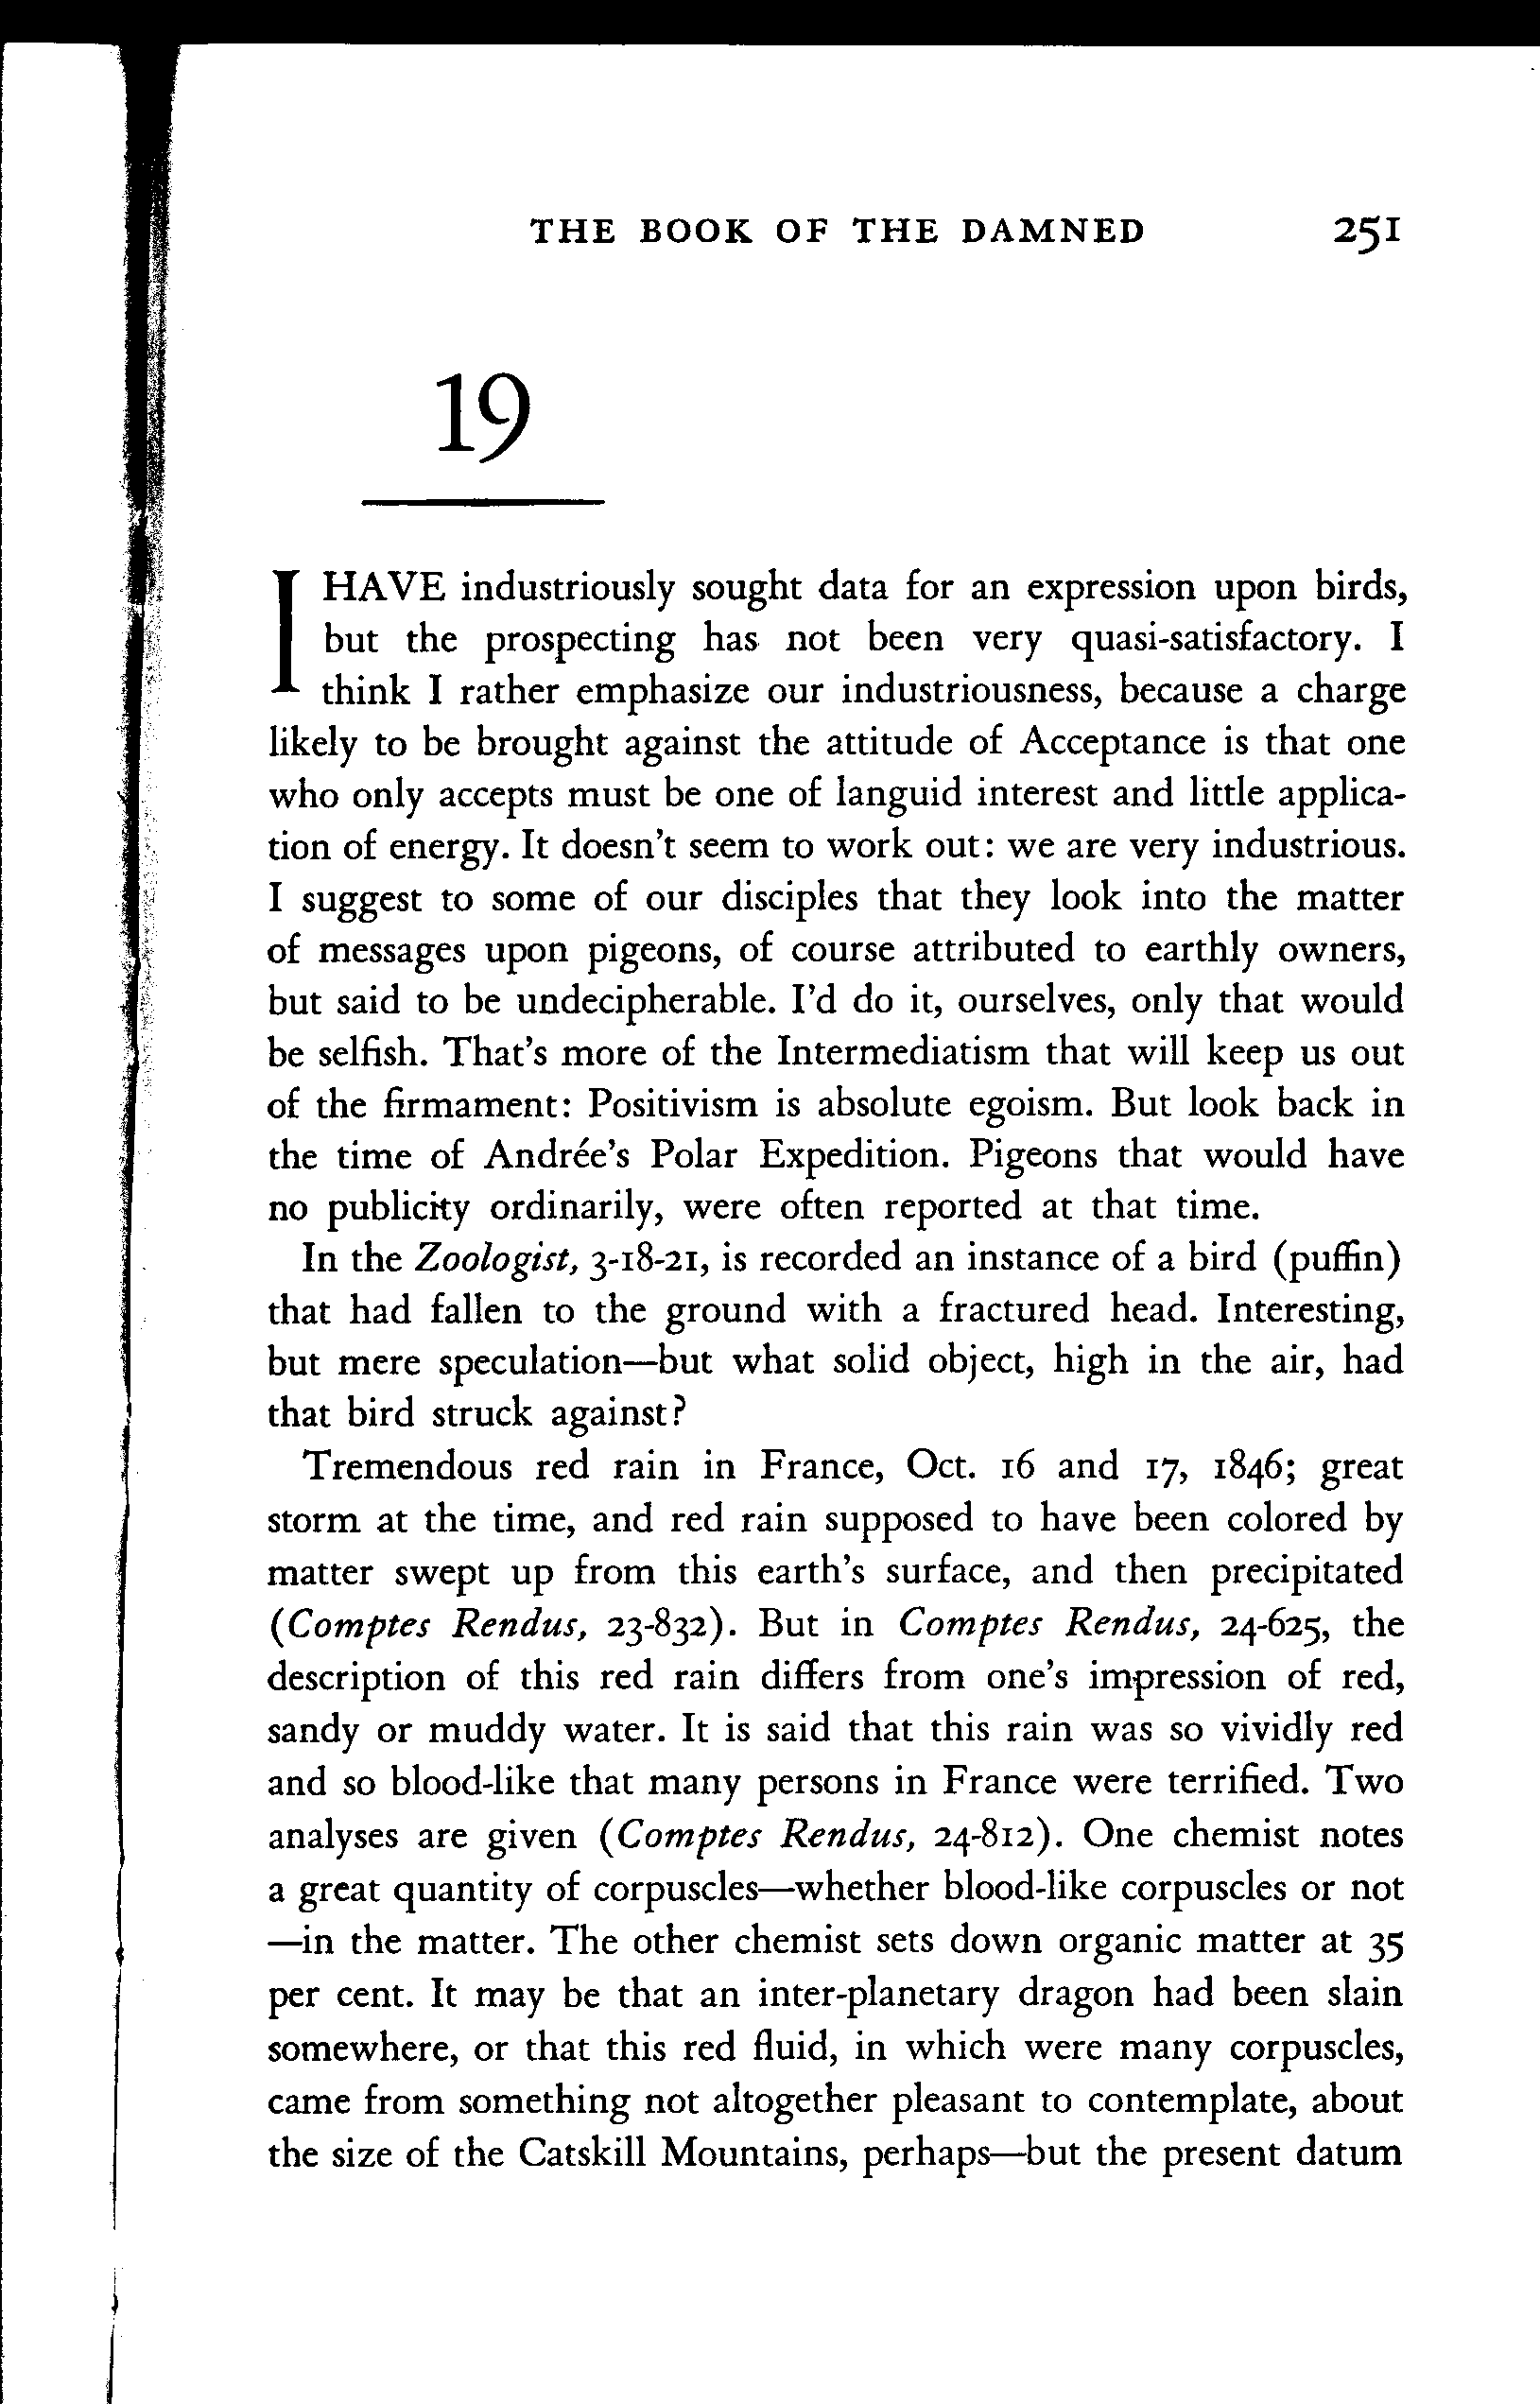 THE BOOK OF THE DAMNED 251
19
I HAVE industriously sought data for an expression upon birds,
but the prospecting has not been very quasi-satisfactory. I
think I rather emphasize our industriousness, because a charge
likely to be brought against the attitude of Acceptance is that one
who only accepts must be one of languid interest and little applica-
tion of energy. It doesn't seem to work out: we are very industrious.
I suggest to some of our disciples that they look into the matter
of messages upon pigeons, of course attributed to earthly owners,
but said to be undecipherable. I'd do it, ourselves, only that would
be selfish. That's more of the Intermediatism that will keep us out
of the firmament: Positivism is absolute egoism. But look back in
the time of Andrée's Polar Expedition. Pigeons that would have
no publicity ordinarily, were often reported at that time.
In the Zoologist, 3-18-21, is recorded an instance of a bird (puffin)
that had fallen to the ground with a fractured head. Interesting,
but mere speculation—but what solid object, high in the air, had
that bird struck against?
Tremendous red rain in France, Oct. 16 and 17, 1846; great
storm at the time, and red rain supposed to have been colored by
matter swept up from this earth's surface, and then precipitated
(Comptes Rendus, 23-832). But in Comptes Rendus, 24-625, the
description of this red rain differs from one's impression of red,
sandy or muddy water. It is said that this rain was so vividly red
and so blood-like that many persons in France were terrified. Two
analyses are given (Comptes Rendus, 24-812). One chemist notes
a great quantity of corpuscles—whether blood-like corpuscles or not
—in the matter. The other chemist sets down organic matter at 35
per cent. It may be that an inter-planetary dragon had been slain
somewhere, or that this red fluid, in which were many corpuscles,
came from something not altogether pleasant to contemplate, about
the size of the Catskill Mountains, perhaps—but the present datum